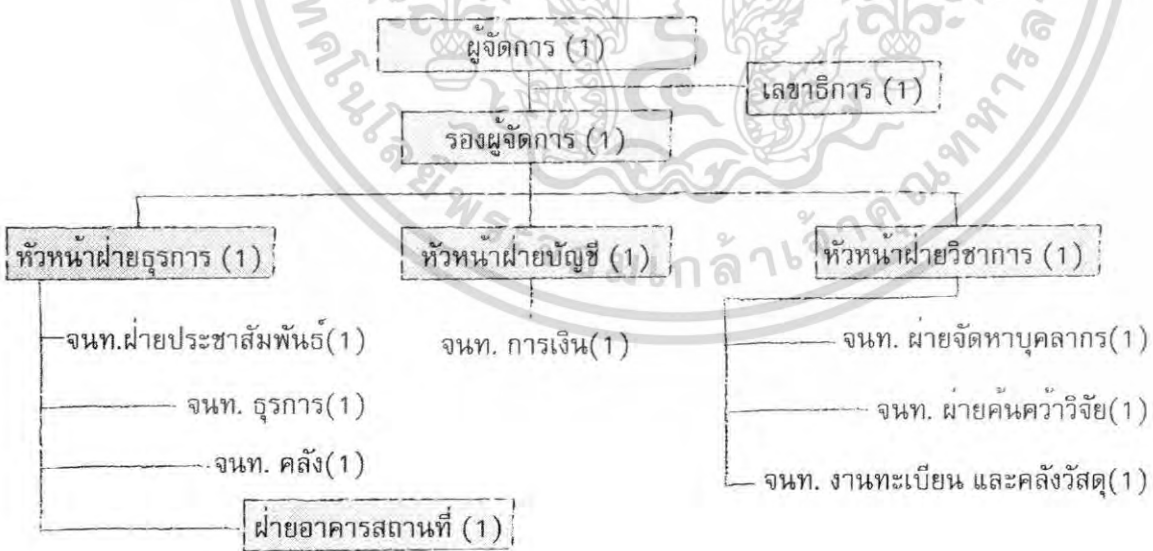 ผู้จัดการ (1)
เลขาธิการ (1)
รองผู้จัดการ (1)
หัวหน้าฝ่ายธุรการ (1)
หัวหน้าฝ่ายบัญชี (1)
หัวหน้าฝ่ายวิชาการ (1)
จนท.ฝ่ายประชาสัมพันธ์(1)
จนท. การเงิน(1)
จนท. ฝ่ายจัดหาบุคลากร(1)
จนท. ธุรการ(1)
จนท. ฝ่ายค้นคว้าวิจัย(1)
จนท. คลัง(1)
จนท. งานทะเบียน และคลังวัสดุ(1)
ฝ่ายอาคารสถานที่ (1)